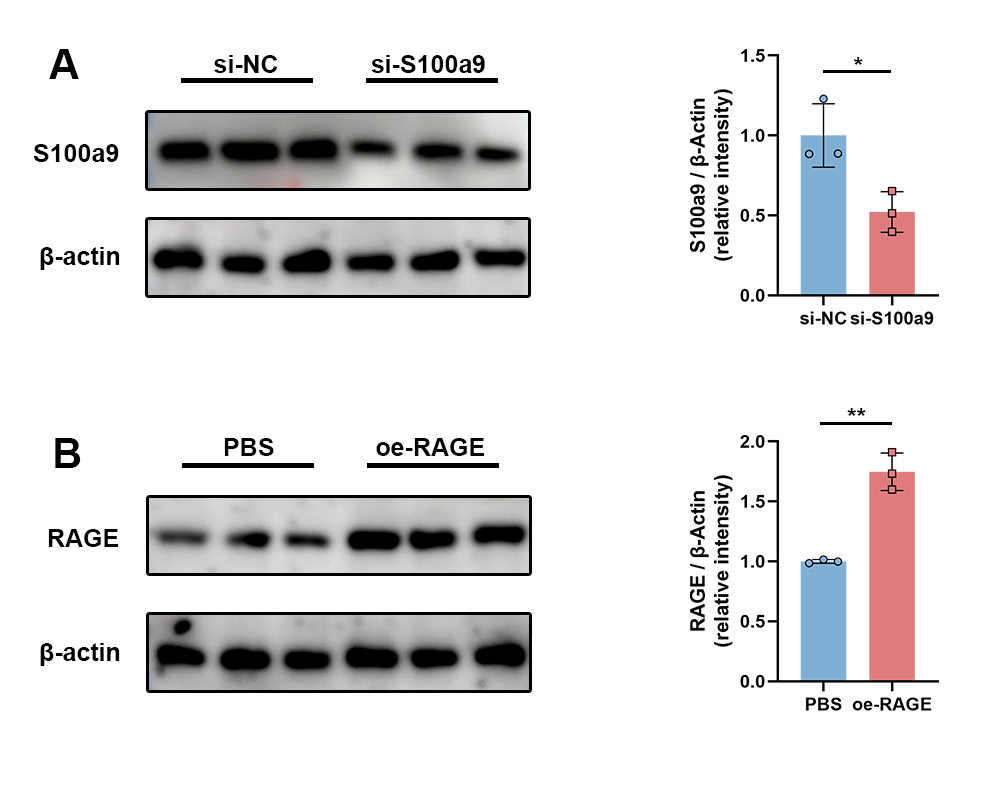 A
si-NC si-S100a9
S100a9
β-actin
S100a9 / β-Actin
(relative intensity)
1.5
1.0
0.5
0.0
*
si-NC si-S100a9
B
PBS oe-RAGE
RAGE
β-actin
RAGE / β-Actin
(relative intensity)
2.0
1.5
1.0
0.5
0.0
**
PBS oe-RAGE